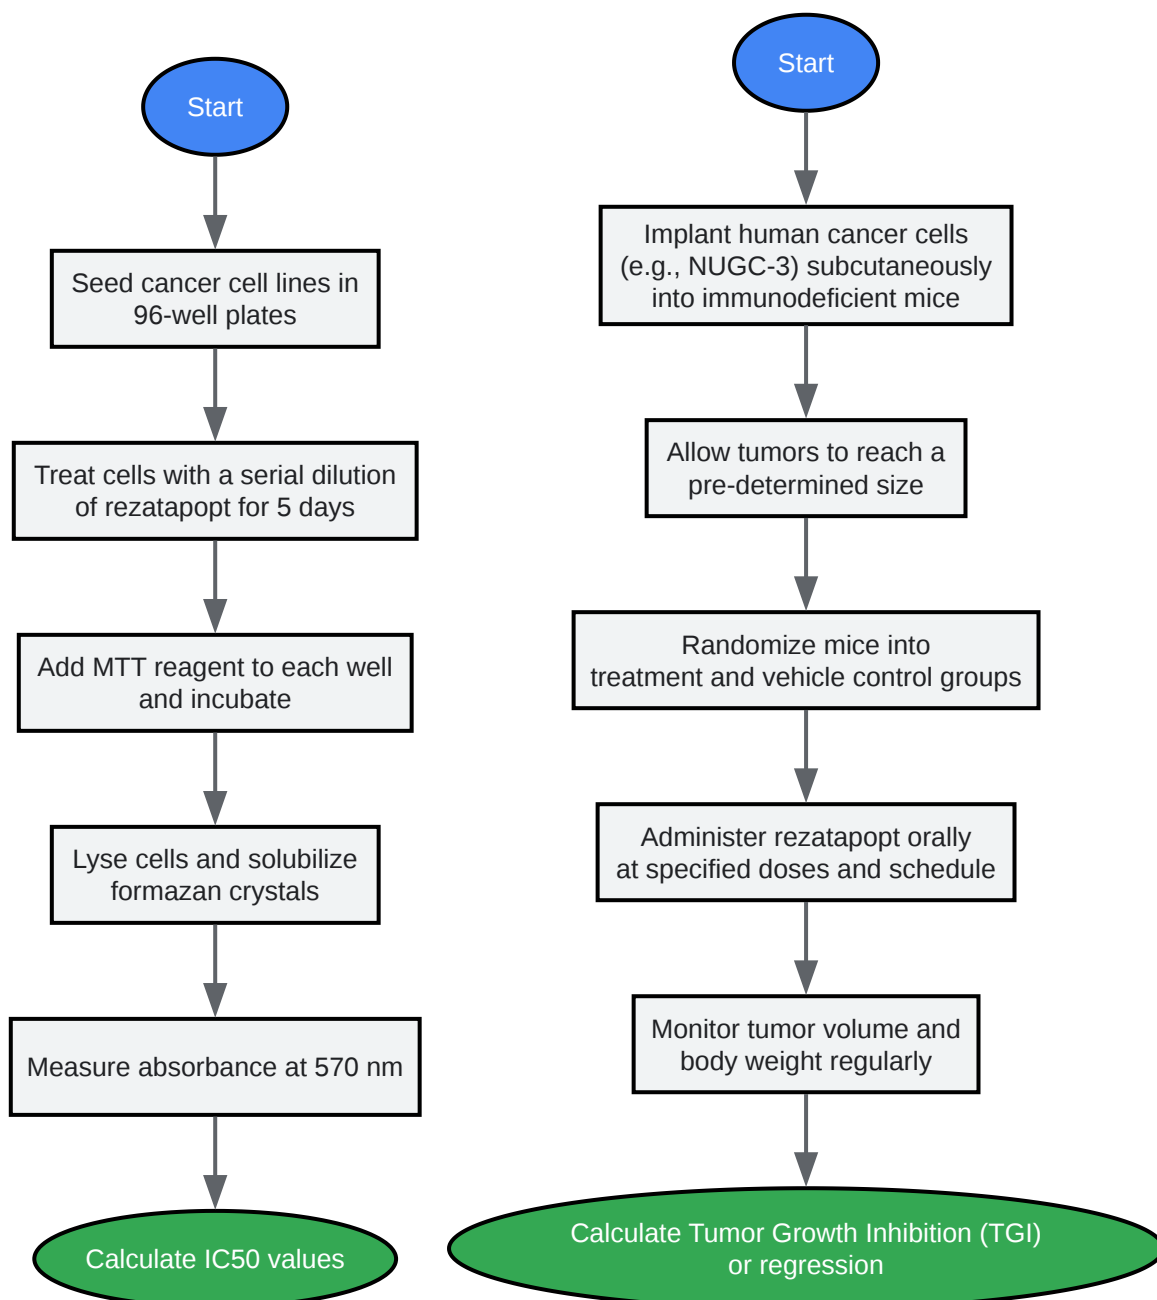 Start
Seed cancer cell lines in
96-well plates
Treat cells with a serial dilution
of rezatapopt for 5 days
Add MTT reagent to each well
and incubate
Lyse cells and solubilize
formazan crystals
Measure absorbance at 570 nm
Calculate IC50 values
Start
Implant human cancer cells
(e.g., NUGC-3) subcutaneously
into immunodeficient mice
Allow tumors to reach a
pre-determined size
Randomize mice into
treatment and vehicle control groups
Administer rezatapopt orally
at specified doses and schedule
Monitor tumor volume and
body weight regularly
Calculate Tumor Growth Inhibition (TGI)
or regression